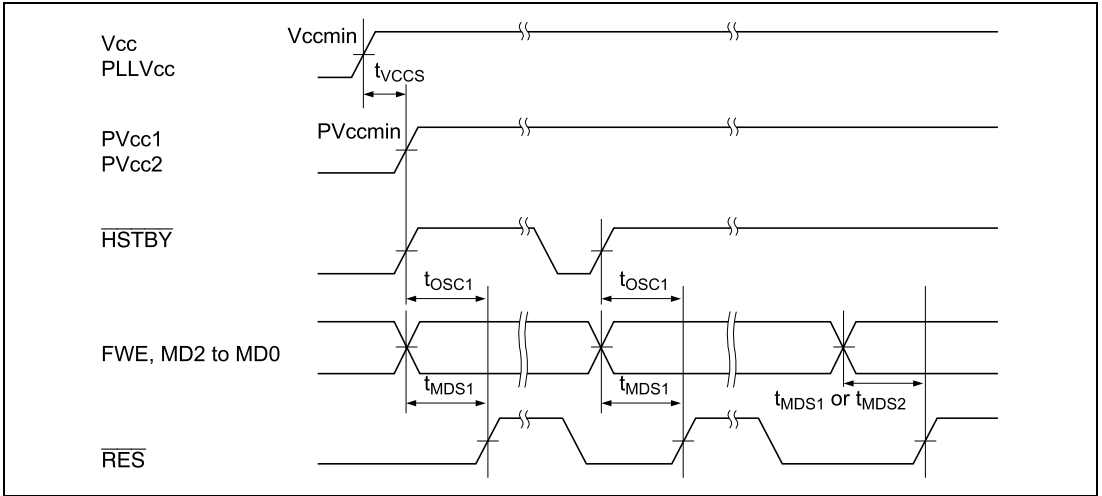 Vccmin
Vcc
PLLVcc
tVCCS
PVccmin
PVcc1
PVcc2
HSTBY
tOSC1 tOSC1
FWE, MD2 to MD0
tMDS1 tMDS1 tMDS1 or tMDS2
RES